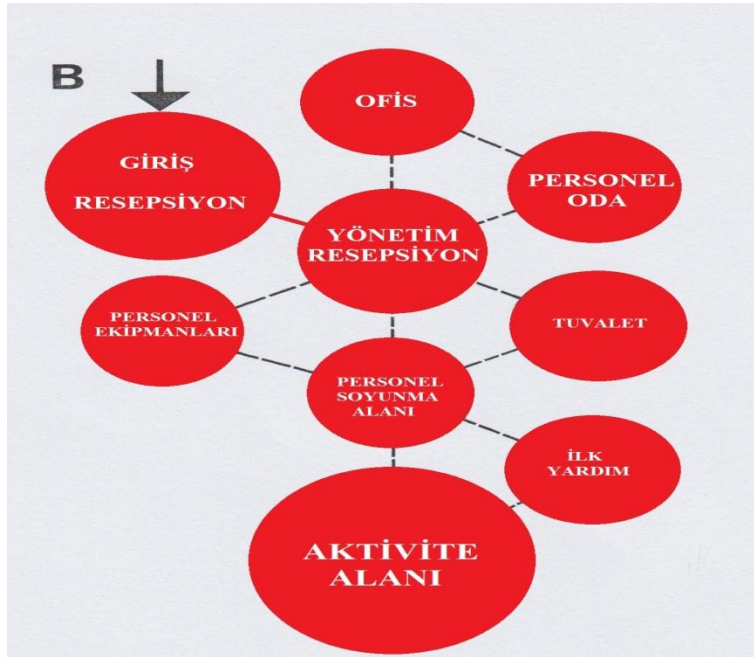 B
OFİS
GİRİŞ
RESEPSİYON
PERSONEL
ODA
YÖNETİM
RESEPSİYON
PERSONEL
EKİPMANLARI
TUVALET
PERSONEL
SOYUNMA
ALANI
İLK
YARDIM
AKTİVİTE
ALANI